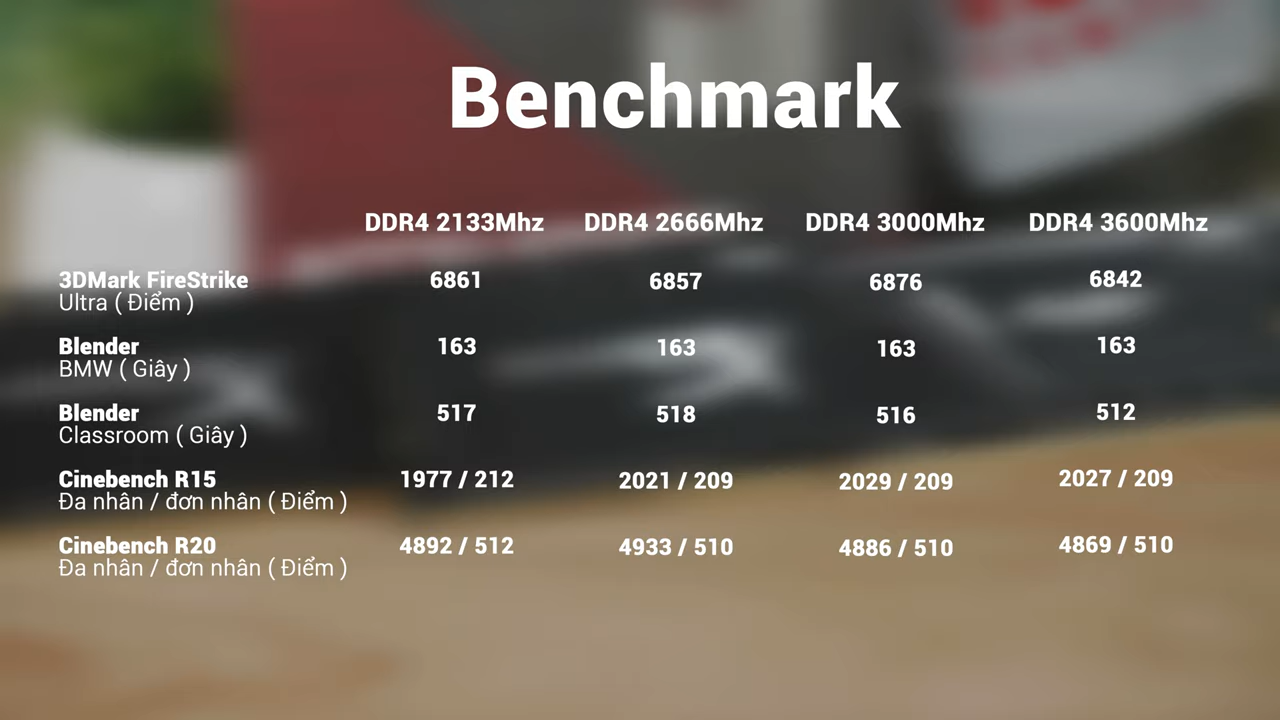 Benchmark
DDR4 2133Mhz DDR4 2666Mhz DDR4 3000Mhz DDR4 3600Mhz
3DMark FireStrike 6861 6857 6876 6842
Ultra ( Điểm )
Blender 163 163 163 163
BMW ( Giây )
Blender 517 518 516 512
Classroom ( Giây )
Cinebench R15 1977 / 212 2021 / 209 2029 / 209 2027 / 209
Đa nhân / đơn nhân ( Điểm )
Cinebench R20 4892 / 512 4933 / 510 4886 / 510 4869 / 510
Đa nhân / đơn nhân ( Điểm )